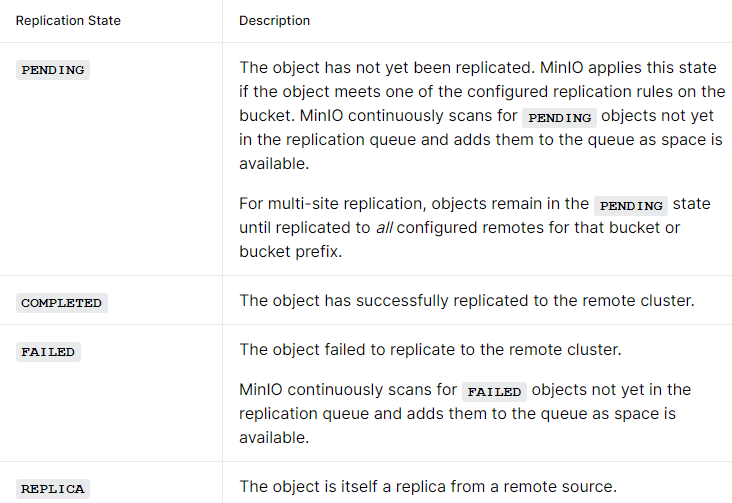 Replication State Description
PENDING
The object has not yet been replicated. MinIO applies this state
if the object meets one of the configured replication rules on the
bucket. MinIO continuously scans for PENDING objects not yet
in the replication queue and adds them to the queue as space is
available.
For multi-site replication, objects remain in the PENDING state
until replicated to all configured remotes for that bucket or
bucket prefix.
COMPLETED
The object has successfully replicated to the remote cluster.
FAILED
The object failed to replicate to the remote cluster.
MinIO continuously scans for FAILED objects not yet in the
replication queue and adds them to the queue as space is
available.
REPLICA
The object is itself a replica from a remote source.